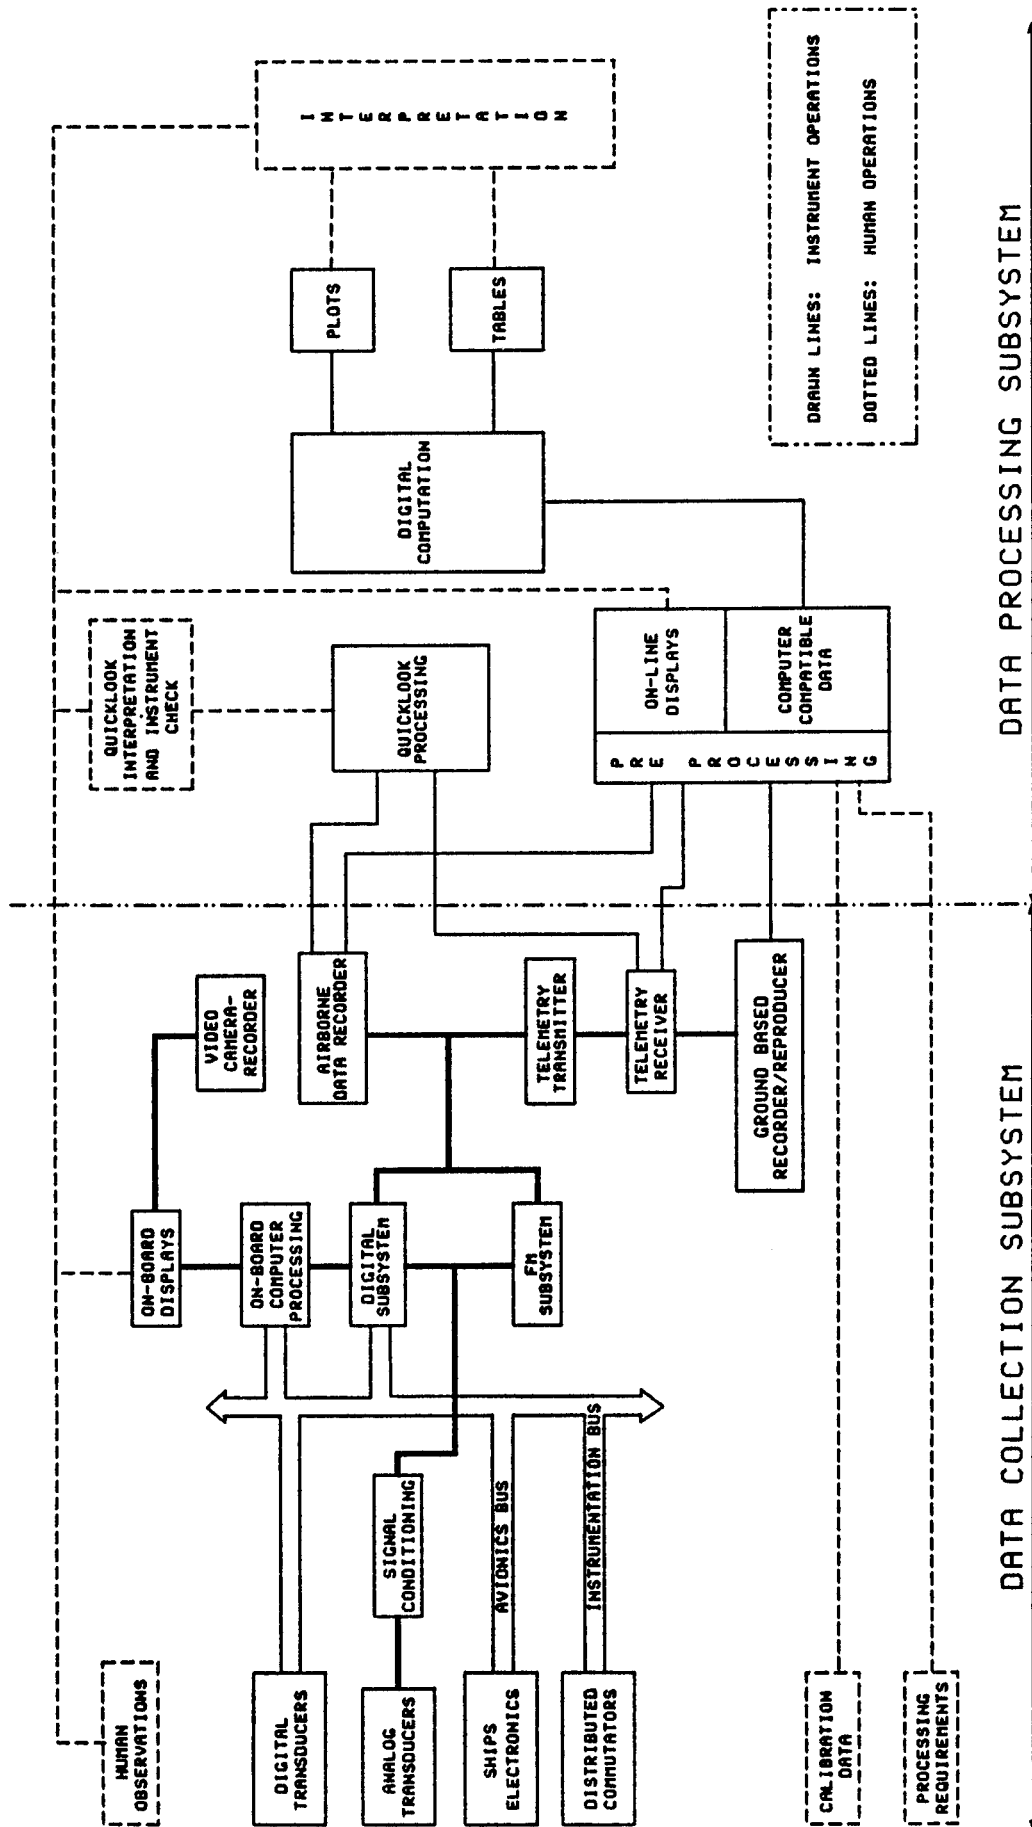 HUMAN
OBSERVATIONS
DIGITAL
TRANSDUCERS
ANALOG
TRANSDUCERS
SHIPS
ELECTRONICS
DISTRIBUTED
COMMUTATORS
CALIBRATION
DATA
PROCESSING
REQUIREMENTS
SIGNAL
CONDITIONING
AVIONICS BUS
INSTRUMENTATION BUS
ON-BOARD
DISPLAYS
ON-BOARD
COMPUTER
PROCESSING
DIGITAL
SUBSYSTEM
FM
SUBSYSTEM
VIDEO
CAMERA-
RECORDER
AIRBORNE
DATA RECORDER
TELEMETRY
TRANSMITTER
TELEMETRY
RECEIVER
GROUND BASED
RECORDER/REPRODUCER
QUICKLOOK
INTERPRETATION
AND INSTRUMENT
CHECK
QUICKLOOK
PROCESSING
PRE PROCESSING
ON-LINE
DISPLAYS
COMPUTER
COMPATIBLE
DATA
DIGITAL
COMPUTATION
PLOTS
TABLES
INTERPRETATION
DRAWN LINES: INSTRUMENT OPERATIONS
DOTTED LINES: HUMAN OPERATIONS
DATA COLLECTION SUBSYSTEM
DATA PROCESSING SUBSYSTEM